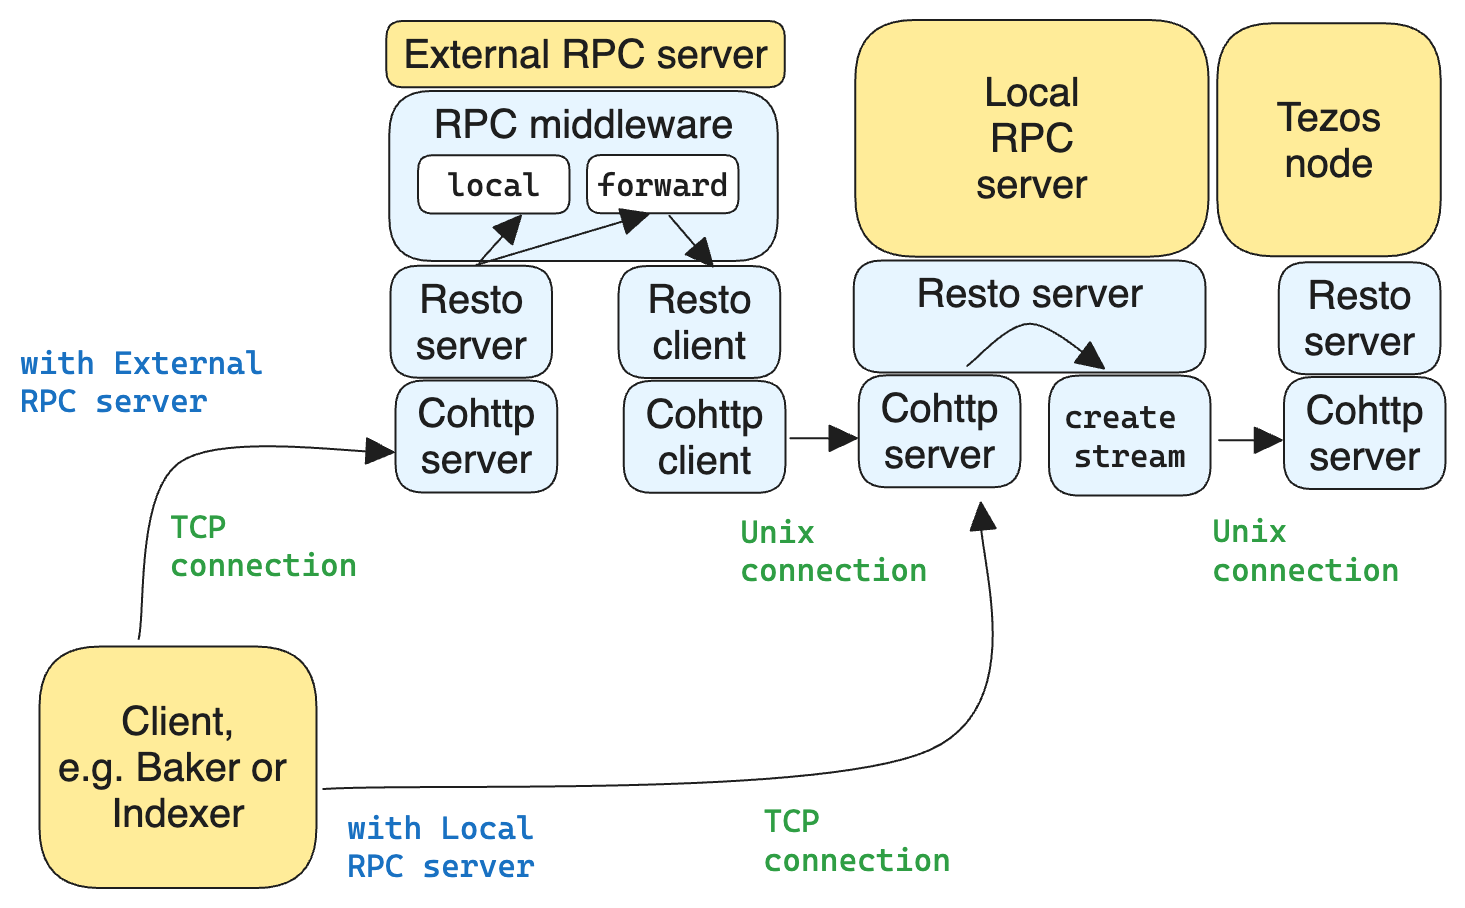 External RPC server
RPC middleware
local
forward
Resto
server
Resto
client
Cohttp
server
Cohttp
client
Local
RPC
server
Tezos
node
Resto server
Resto
server
Cohttp
server
create
stream
Cohttp
server
with External
RPC server
TCP
connection
Unix
connection
Unix
connection
Client,
e.g. Baker or
Indexer
with Local
RPC server
TCP
connection